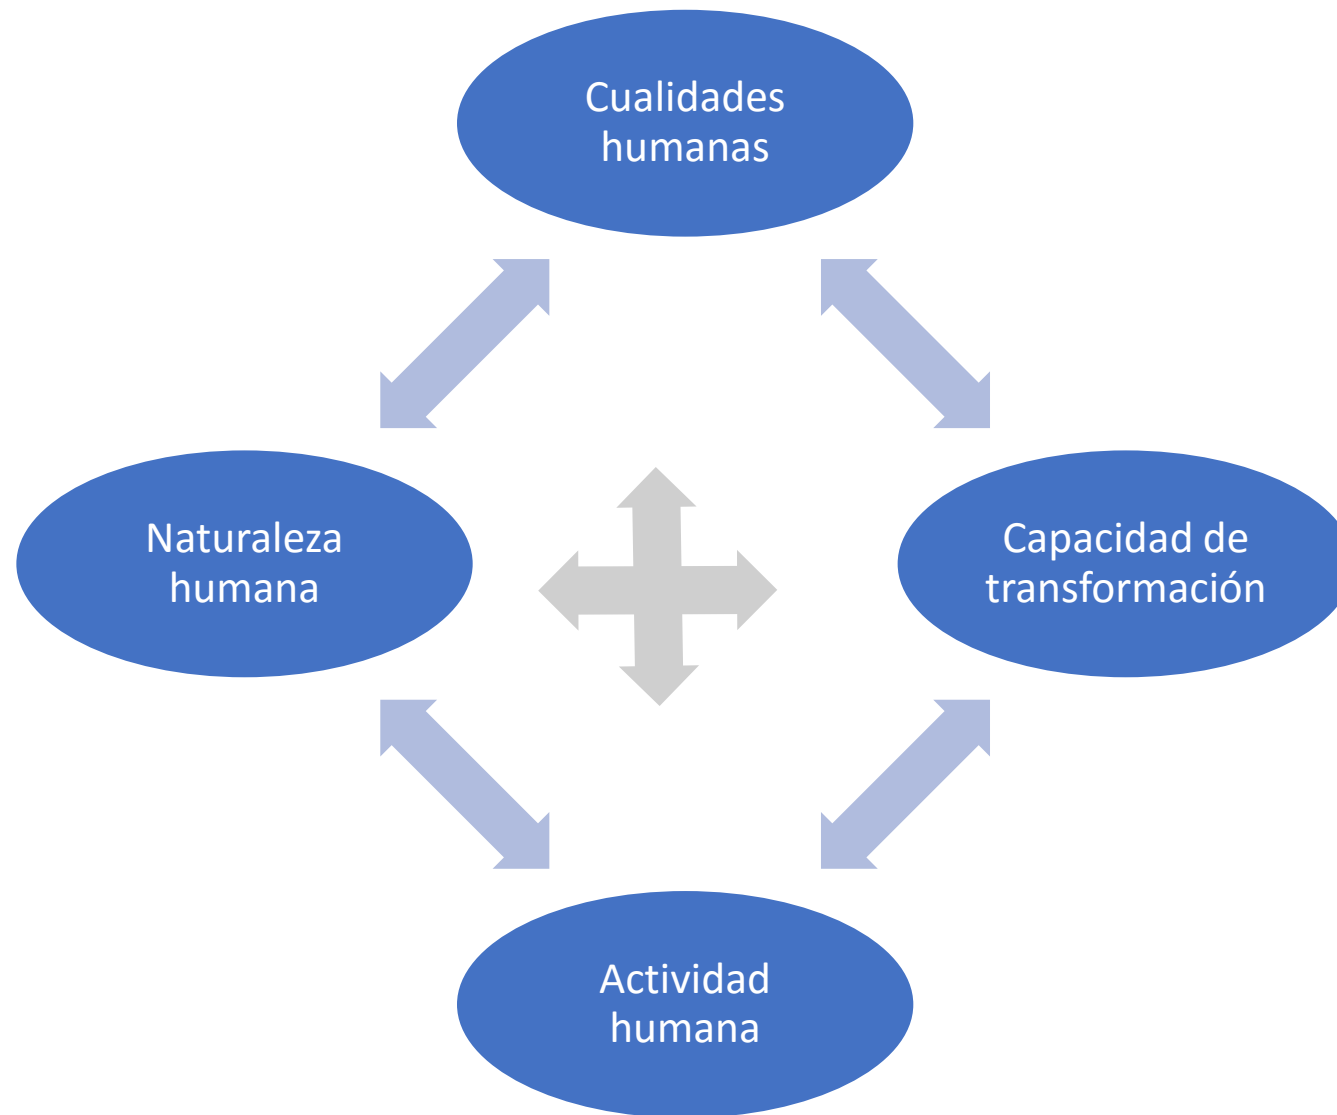 Cualidades
humanas
Naturaleza
humana
Capacidad de
transformación
Actividad
humana